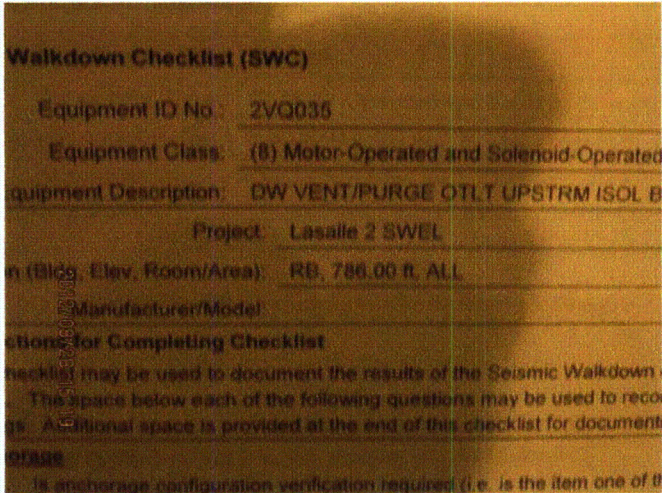 Walkdown Checklist (SWC)
Equipment ID No.: 2VQ035
Equipment Class: (8) Motor-Operated and Solenoid-Operated
quipment Description: DW VENT/PURGE OTLT UPSTRM ISOL B
Project: Lasalle 2 SWEL
n (Bldg, Elev, Room/Area): RB, 786.00 ft, ALL
Manufacturer/Model:
ctions for Completing Checklist
hecklist may be used to document the results of the Seismic Walkdown
. The space below each of the following questions may be used to reco
gs. Additional space is provided at the end of this checklist for documenti
orage
. Is anchorage configuration verification required (i.e. is the item one of th